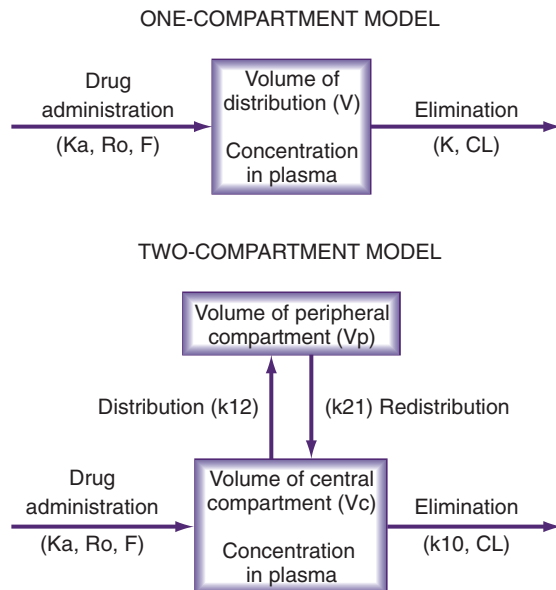 ONE-COMPARTMENT MODEL
Drug
administration
(Ka, Ro, F)
Volume of
distribution (V)
Concentration
in plasma
Elimination
(K, CL)
TWO-COMPARTMENT MODEL
Volume of peripheral
compartment (Vp)
Distribution (k12)
(k21) Redistribution
Drug
administration
(Ka, Ro, F)
Volume of central
compartment (Vc)
Concentration
in plasma
Elimination
(k10, CL)